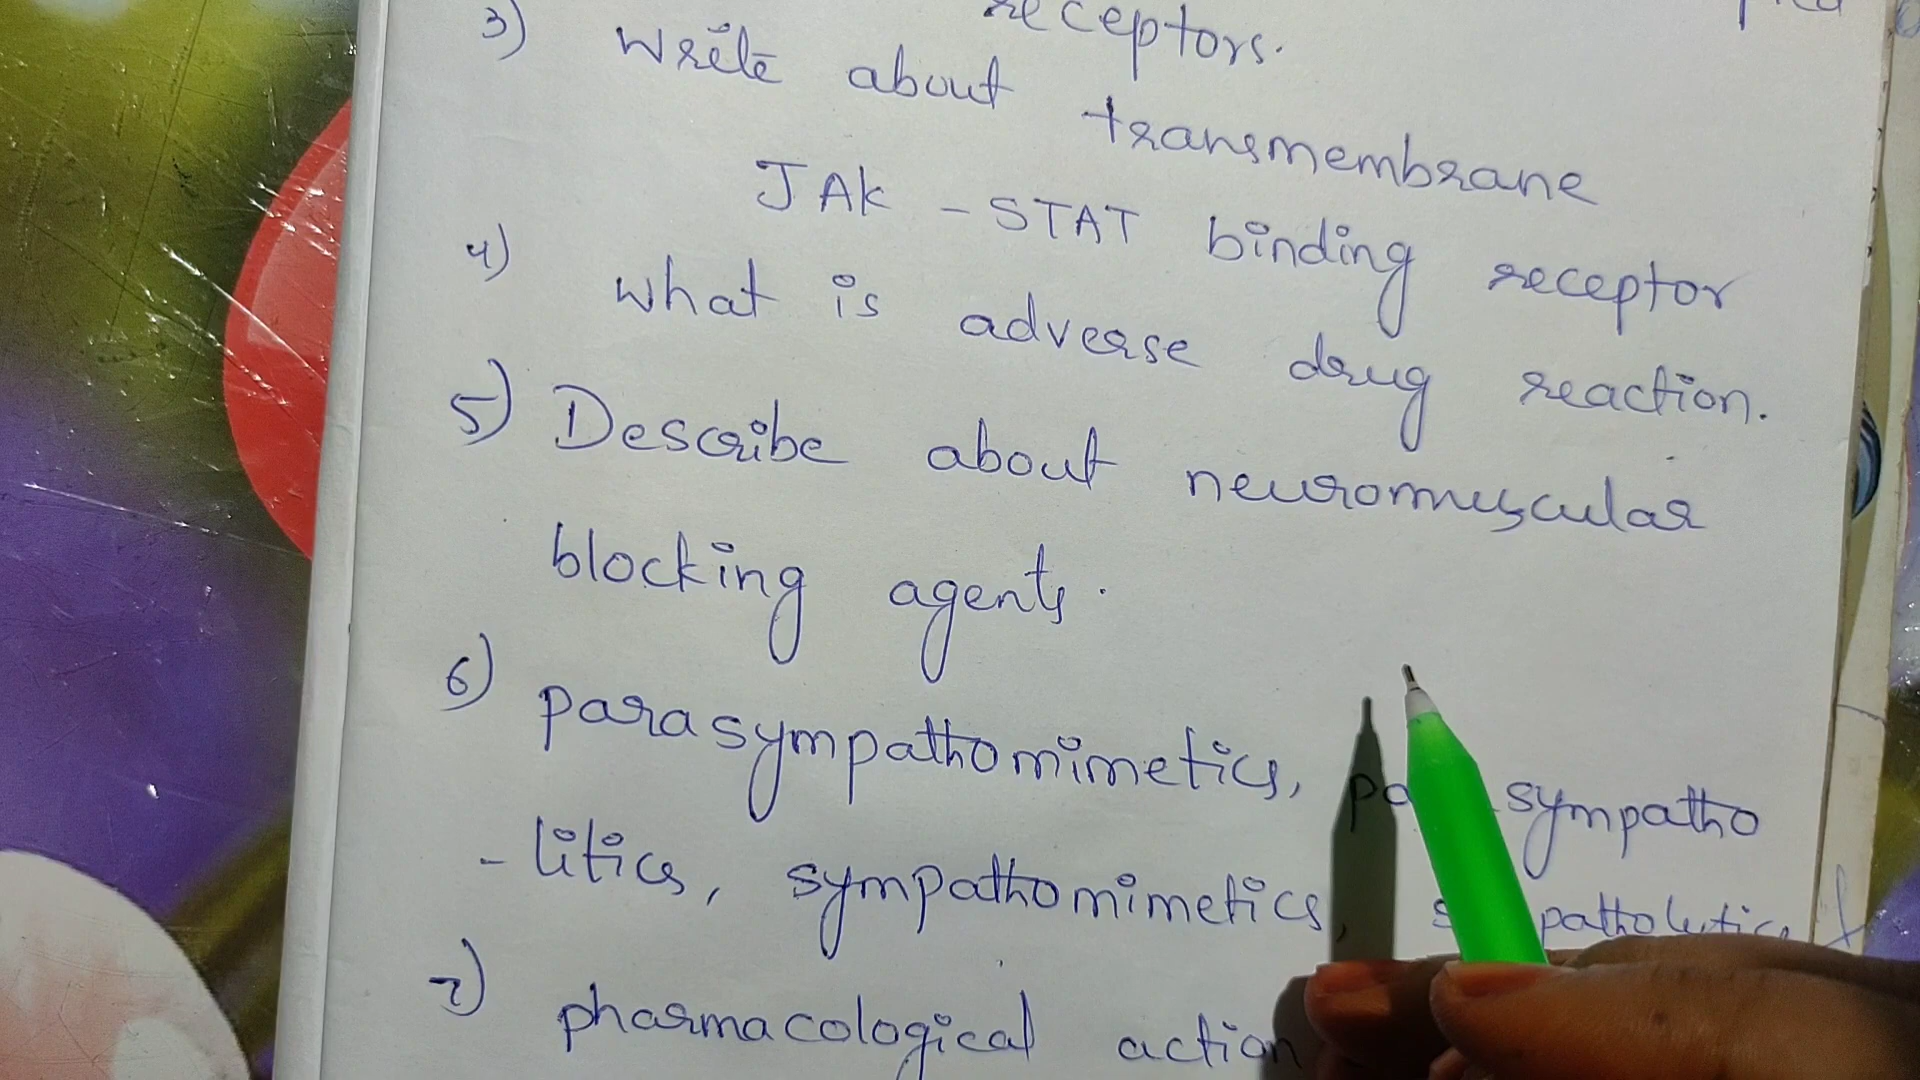 receptors.
3) Write about transmembrane
JAK - STAT binding receptor
4) What is adverse drug reaction.
5) Describe about neuromuscular
blocking agents.
6) parasympathomimetics, sympatho
- litics, sympathomimetics,
7) pharmacological action